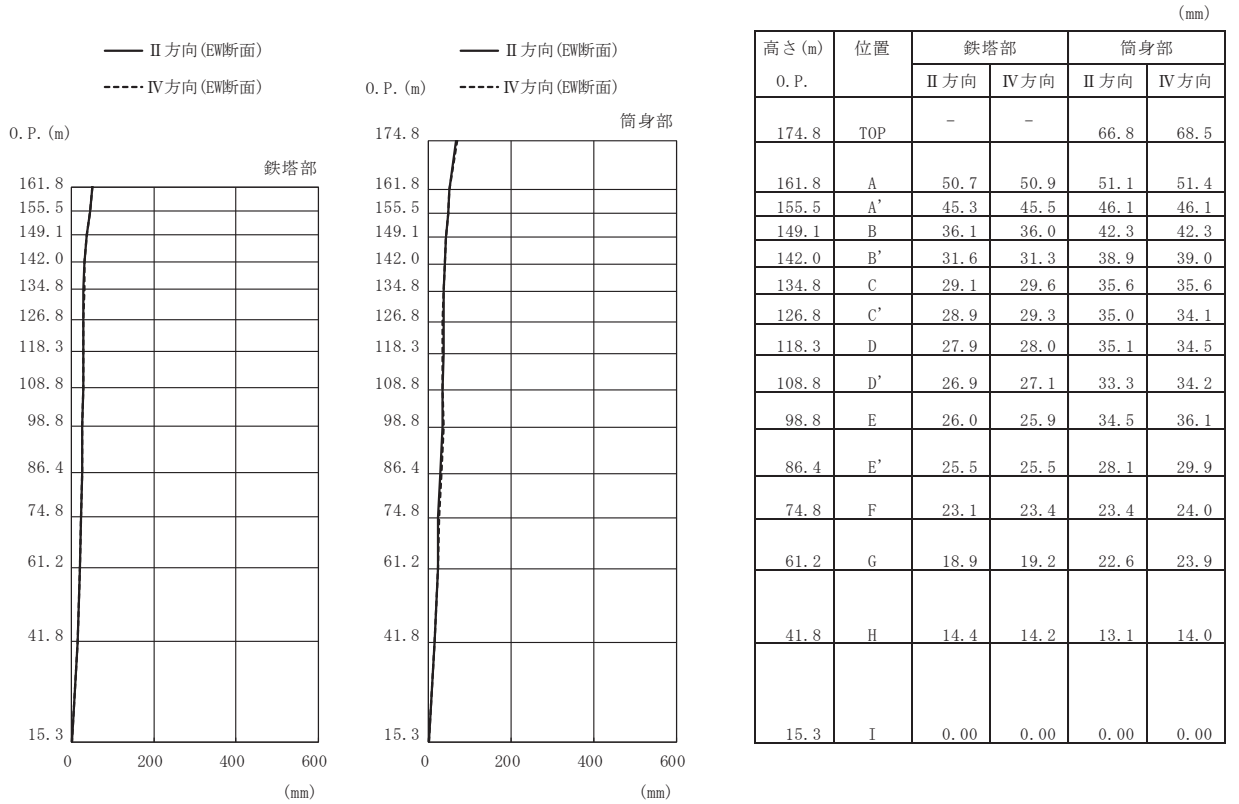 Ⅱ方向(EW断面)
Ⅳ方向(EW断面)
O.P.(m)
鉄塔部
161.8
155.5
149.1
142.0
134.8
126.8
118.3
108.8
98.8
86.4
74.8
61.2
41.8
15.3
0 200 400 600
(mm)
Ⅱ方向(EW断面)
O.P.(m) Ⅳ方向(EW断面)
筒身部
174.8
161.8
155.5
149.1
142.0
134.8
126.8
118.3
108.8
98.8
86.4
74.8
61.2
41.8
15.3
0 200 400 600
(mm)
(mm)
高さ(m) 位置 鉄塔部 筒身部
O.P. Ⅱ方向 Ⅳ方向 Ⅱ方向 Ⅳ方向
174.8 TOP － － 66.8 68.5
161.8 A 50.7 50.9 51.1 51.4
155.5 A' 45.3 45.5 46.1 46.1
149.1 B 36.1 36.0 42.3 42.3
142.0 B' 31.6 31.3 38.9 39.0
134.8 C 29.1 29.6 35.6 35.6
126.8 C' 28.9 29.3 35.0 34.1
118.3 D 27.9 28.0 35.1 34.5
108.8 D' 26.9 27.1 33.3 34.2
98.8 E 26.0 25.9 34.5 36.1
86.4 E' 25.5 25.5 28.1 29.9
74.8 F 23.1 23.4 23.4 24.0
61.2 G 18.9 19.2 22.6 23.9
41.8 H 14.4 14.2 13.1 14.0
15.3 I 0.00 0.00 0.00 0.00